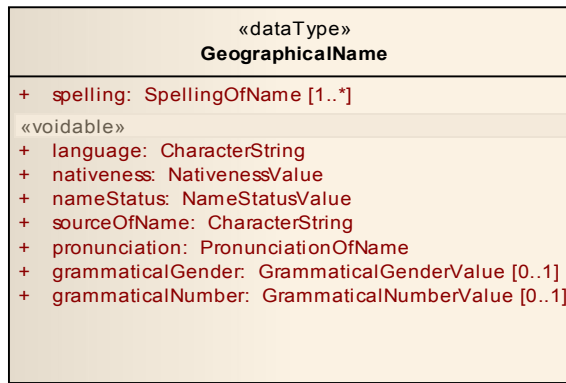 «dataType»
GeographicalName
+ spelling: SpellingOfName [1..*]
«voidable»
+ language: CharacterString
+ nativeness: NativenessValue
+ nameStatus: NameStatusValue
+ sourceOfName: CharacterString
+ pronunciation: PronunciationOfName
+ grammaticalGender: GrammaticalGenderValue [0..1]
+ grammaticalNumber: GrammaticalNumberValue [0..1]